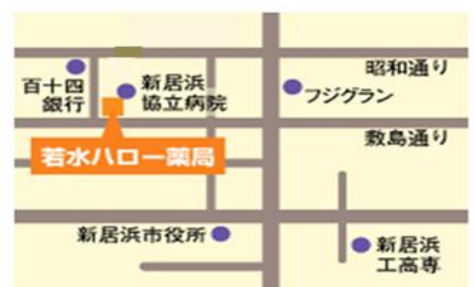 昭和通り
百十四
銀行
新居浜
協立病院
フジグラン
敷島通り
若水ハロー薬局
新居浜市役所
新居浜
工高専